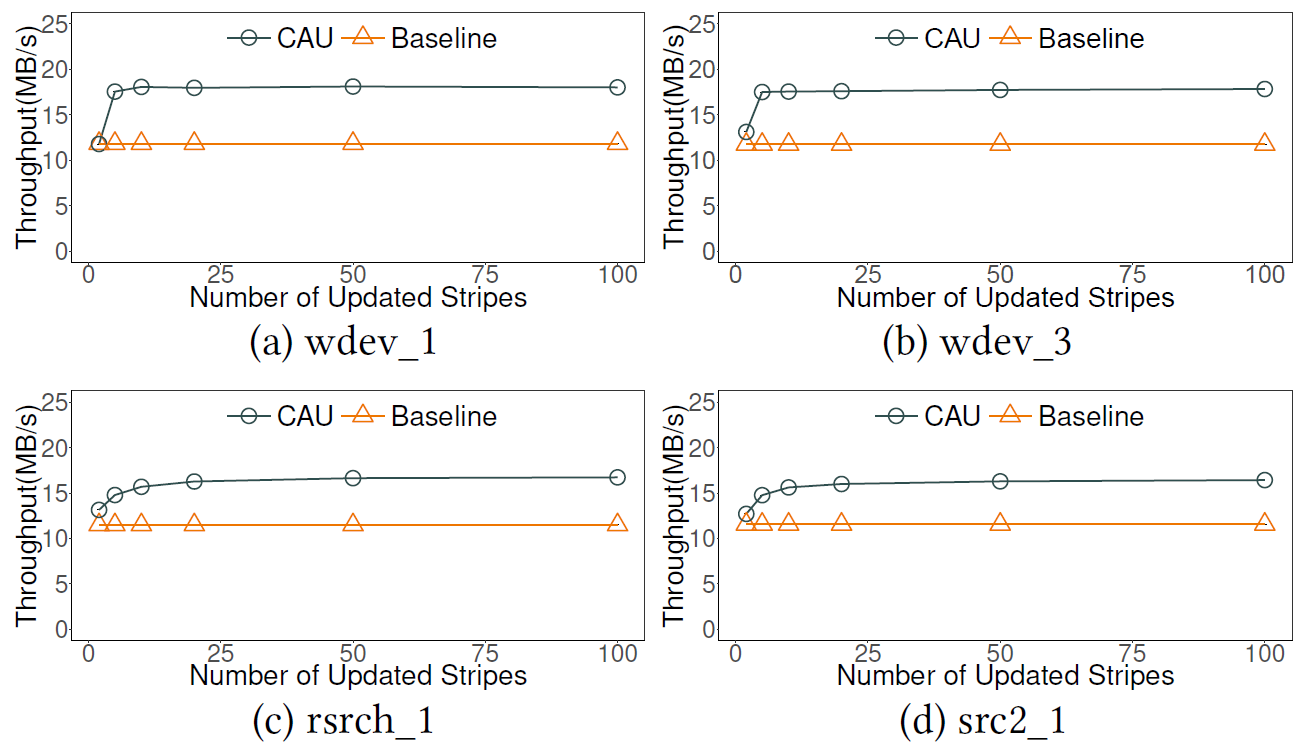 CAU Baseline
Throughput(MB/s)
25
20
15
10
5
0
0 25 50 75 100
Number of Updated Stripes
(a) wdev_1
CAU Baseline
Throughput(MB/s)
25
20
15
10
5
0
0 25 50 75 100
Number of Updated Stripes
(b) wdev_3
CAU Baseline
Throughput(MB/s)
25
20
15
10
5
0
0 25 50 75 100
Number of Updated Stripes
(c) rsrch_1
CAU Baseline
Throughput(MB/s)
25
20
15
10
5
0
0 25 50 75 100
Number of Updated Stripes
(d) src2_1